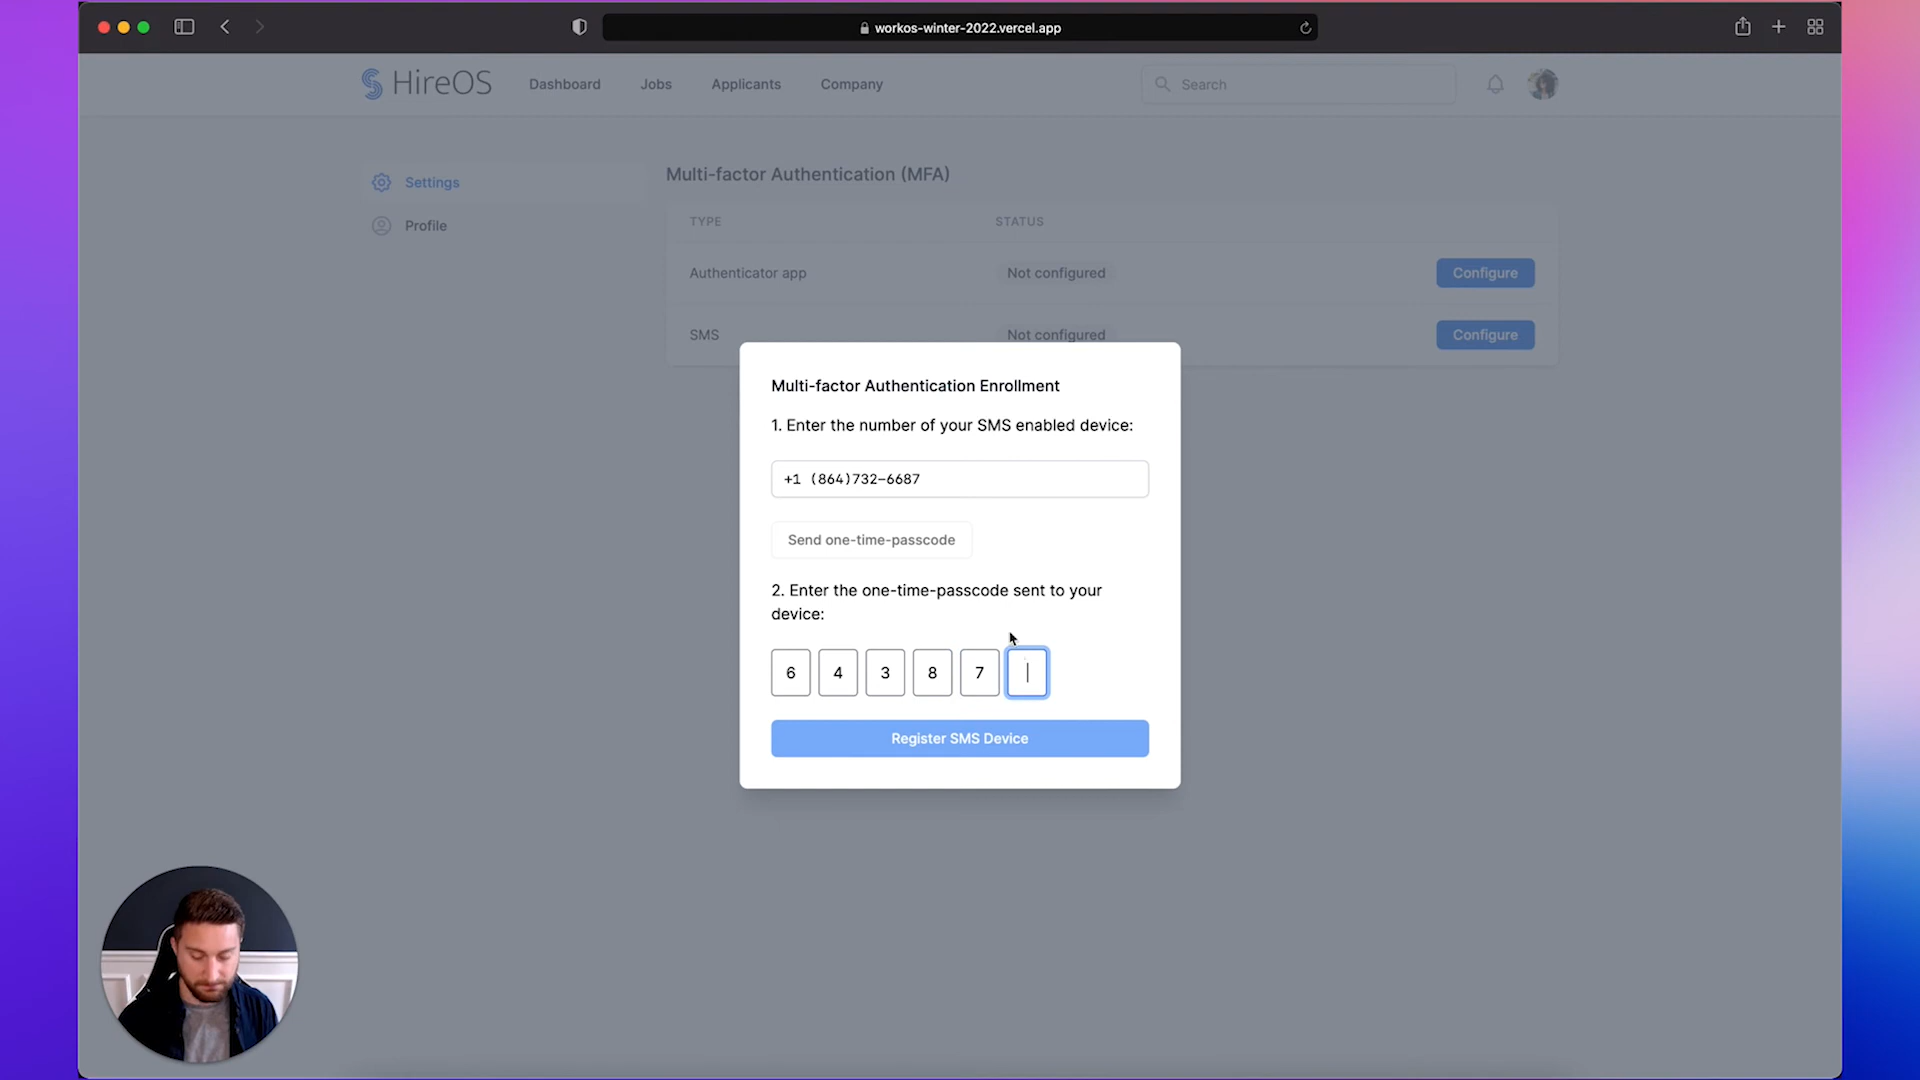 workos-winter-2022.vercel.app
HireOS Dashboard Jobs Applicants Company Search
Settings
Profile
Multi-factor Authentication (MFA)
TYPE STATUS
Authenticator app Not configured Configure
SMS Not configured Configure
Multi-factor Authentication Enrollment
1. Enter the number of your SMS enabled device:
+1 (864)732-6687
Send one-time-passcode
2. Enter the one-time-passcode sent to your
device:
6 4 3 8 7
Register SMS Device